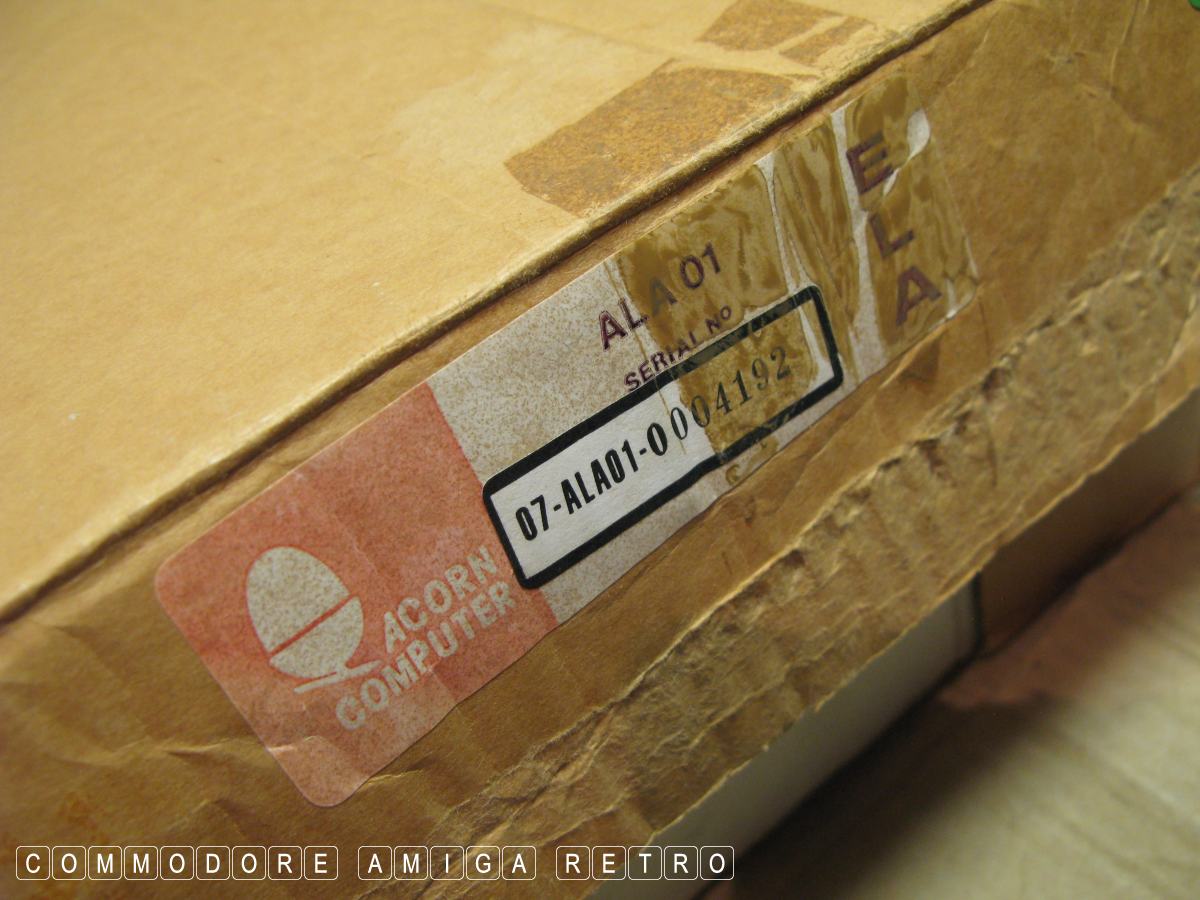 ELA
ALA01
SERIAL NO
07-ALA01-0004192
ACORN
COMPUTER
COMMODORE AMIGA RETRO